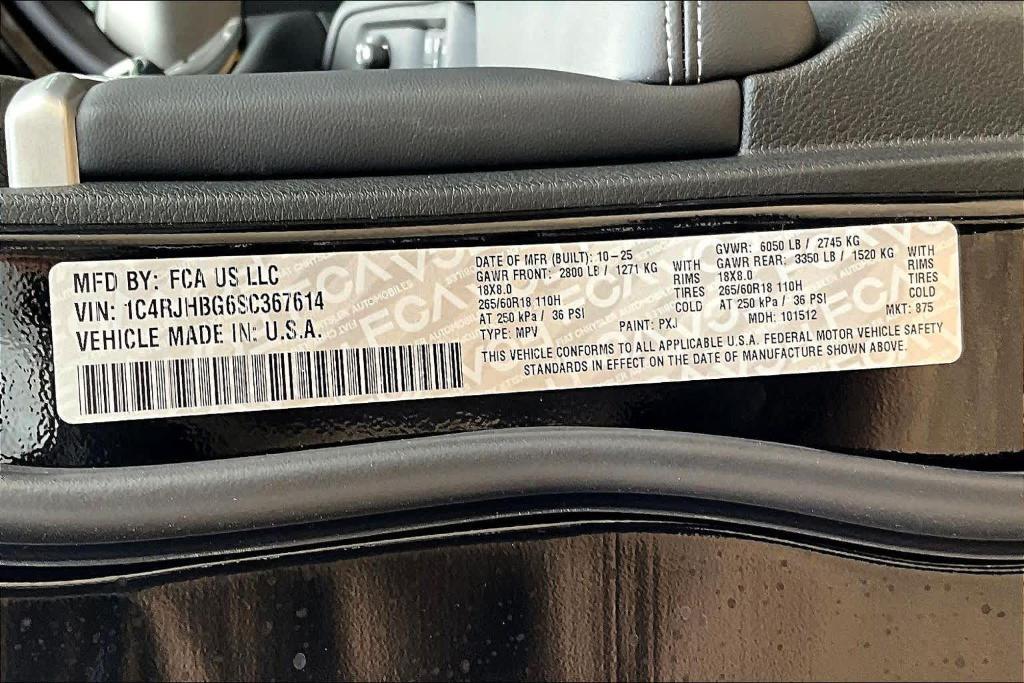 MFD BY: FCA US LLC
VIN: 1C4RJHBG6SC367614
VEHICLE MADE IN: U.S.A.
DATE OF MFR (BUILT): 10-25
GAWR FRONT: 2800 LB / 1271 KG WITH
18X8.0 RIMS
265/60R18 110H TIRES
AT 250 kPa / 36 PSI COLD
TYPE: MPV PAINT: PXJ
GVWR: 6050 LB / 2745 KG
GAWR REAR: 3350 LB / 1520 KG WITH
18X8.0 RIMS
265/60R18 110H TIRES
AT 250 kPa / 36 PSI COLD
MDH: 101512 MKT: 875
THIS VEHICLE CONFORMS TO ALL APPLICABLE U.S.A. FEDERAL MOTOR VEHICLE SAFETY
STANDARDS IN EFFECT ON THE DATE OF MANUFACTURE SHOWN ABOVE.